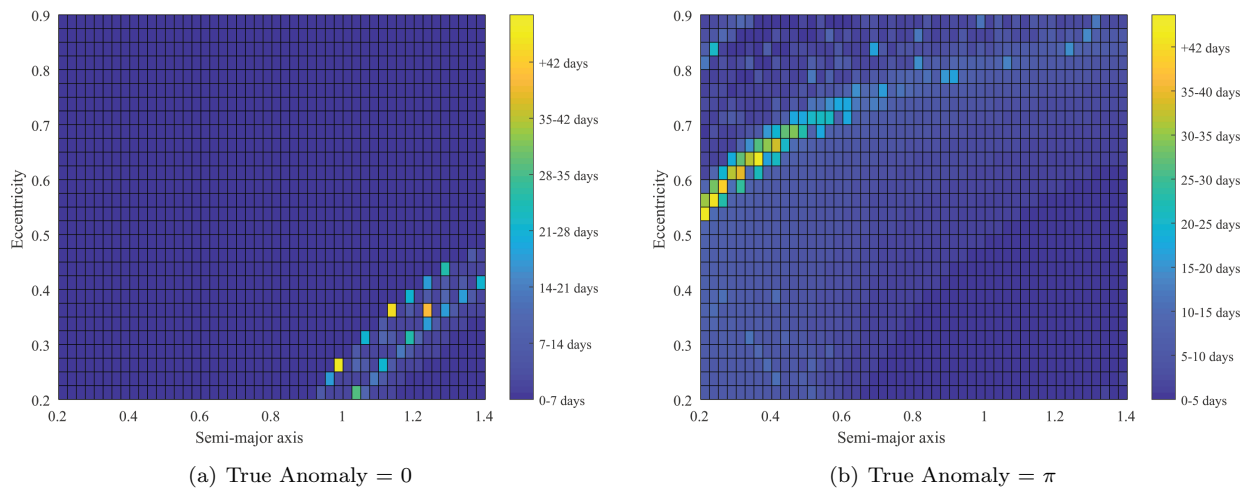 0.9
0.8
0.7
0.6
0.5
0.4
0.3
0.2
Eccentricity
0.2 0.4 0.6 0.8 1 1.2 1.4
Semi-major axis
+42 days
35-42 days
28-35 days
21-28 days
14-21 days
7-14 days
0-7 days
(a) True Anomaly = 0
0.9
0.8
0.7
0.6
0.5
0.4
0.3
0.2
Eccentricity
0.2 0.4 0.6 0.8 1 1.2 1.4
Semi-major axis
+42 days
35-40 days
30-35 days
25-30 days
20-25 days
15-20 days
10-15 days
5-10 days
0-5 days
(b) True Anomaly = π